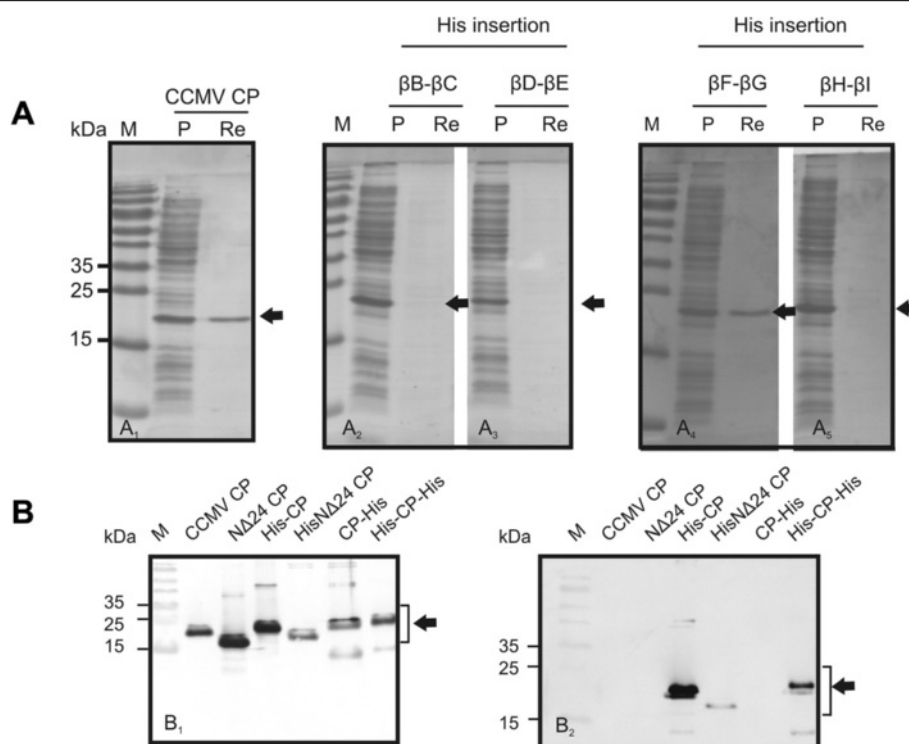 His insertion His insertion
A CCMV CP βB-βC βD-βE βF-βG βH-βI
kDa M P Re M P Re P Re M P Re P Re
35
25
15
A1 A2 A3 A4 A5
B
kDa M CCMV CP NΔ24 CP His-CP HisNΔ24 CP CP-His His-CP-His
35
25
15
B1
kDa M CCMV CP NΔ24 CP His-CP HisNΔ24 CP CP-His His-CP-His
35
25
15
B2